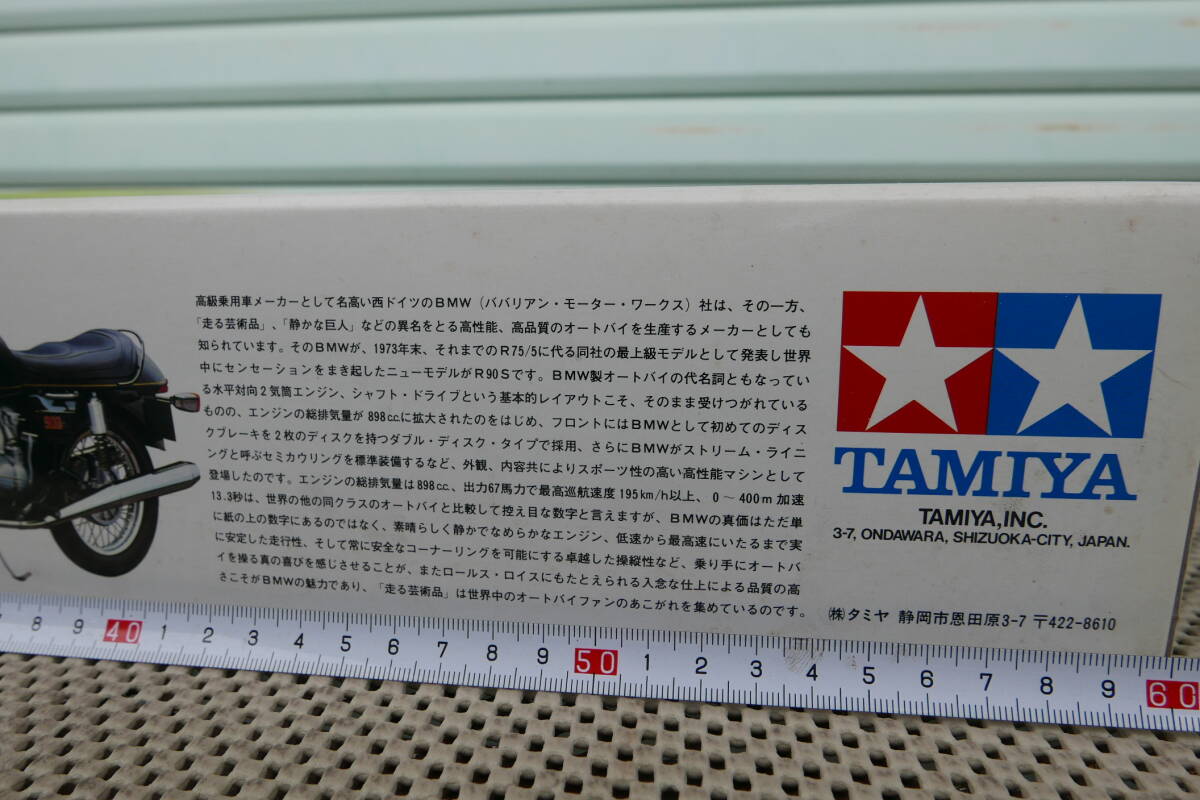 高級乗用車メーカーとして名高い西ドイツのBMW（ババリアン・モーター・ワークス）社は、その一方、
「走る芸術品」、「静かな巨人」などの異名をとる高性能、高品質のオートバイを生産するメーカーとしても
知られています。そのBMWが、1973年末、それまでのR75/5に代る同社の最上級モデルとして発表し世界
中にセンセーションをまき起したニューモデルがR90Sです。BMW製オートバイの代名詞ともなってい
る水平対向2気筒エンジン、シャフト・ドライブという基本的レイアウトこそ、そのまま受けつがれている
ものの、エンジンの総排気量が898ccに拡大されたのをはじめ、フロントにはBMWとして初めてのディス
クブレーキを2枚のディスクを持つダブル・ディスク・タイプで採用、さらにBMWがストリーム・ライニ
ングと呼ぶセミカウリングを標準装備するなど、外観、内容共によりスポーツ性の高い高性能マシンとして
登場したのです。エンジンの総排気量は898cc、出力67馬力で最高巡航速度195km/h以上、0～400m加速
13.3秒は、世界の他の同クラスのオートバイと比較して控え目な数字と言えますが、BMWの真価はただ単
に紙の上の数字にあるのではなく、素晴らしく静かでなめらかなエンジン、低速から最高速にいたるまで実
に安定した走行性、そして常に安全なコーナーリングを可能にする卓越した操縦性など、乗り手にオートバ
イを操る真の喜びを感じさせることが、またロールス・ロイスにもたとえられる入念な仕上による品質の高
さこそがBMWの魅力であり、「走る芸術品」は世界中のオートバイファンのあこがれを集めているのです。
TAMIYA
TAMIYA,INC.
3-7, ONDAWARA, SHIZUOKA-CITY, JAPAN.
㈱タミヤ 静岡市恩田原3-7 〒422-8610
8 9 40 1 2 3 4 5 6 7 8 9 50 1 2 3 4 5 6 7 8 9 60